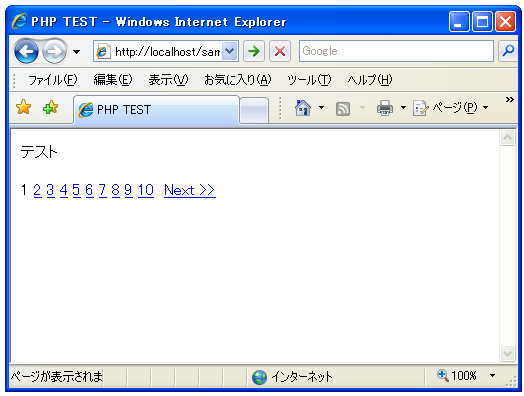 PHP TEST - Windows Internet Explorer
http://localhost/sam
Google
ファイル(F) 編集(E) 表示(V) お気に入り(A) ツール(T) ヘルプ(H)
PHP TEST
ページ(P)
テスト
1 2 3 4 5 6 7 8 9 10 Next >>
ページが表示されま インターネット 100%